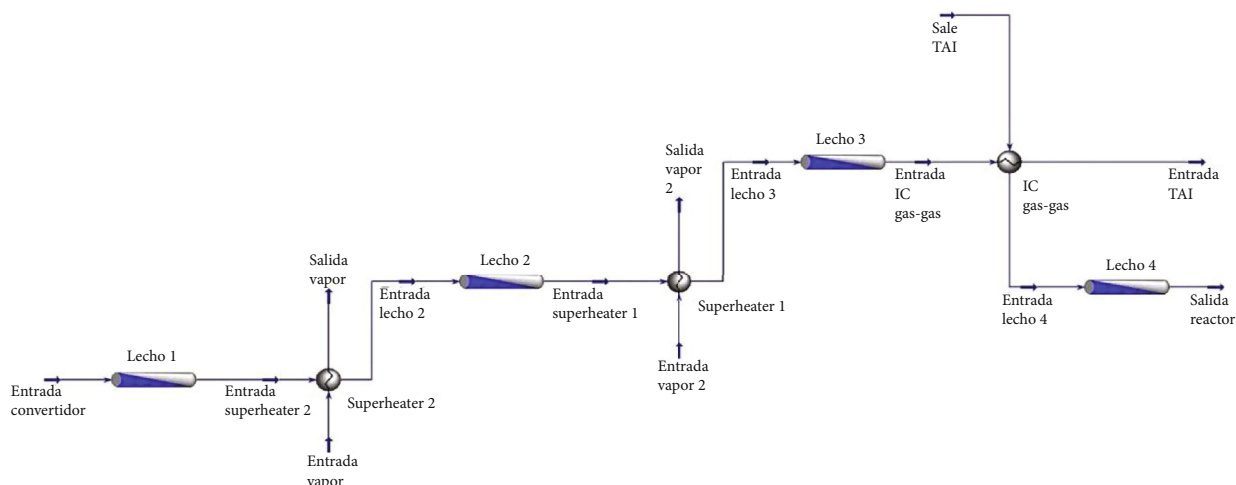 Sale
TAI
Lecho 3
Salida
vapor
2
Entrada
lecho 3
Entrada
IC
gas-gas
IC
gas-gas
Entrada
TAI
Salida
vapor
Lecho 2
Entrada
lecho 2
Entrada
superheater 1
Superheater 1
Lecho 4
Entrada
lecho 4
Salida
reactor
Lecho 1
Entrada
vapor 2
Entrada
convertidor
Entrada
superheater 2
Superheater 2
Entrada
vapor